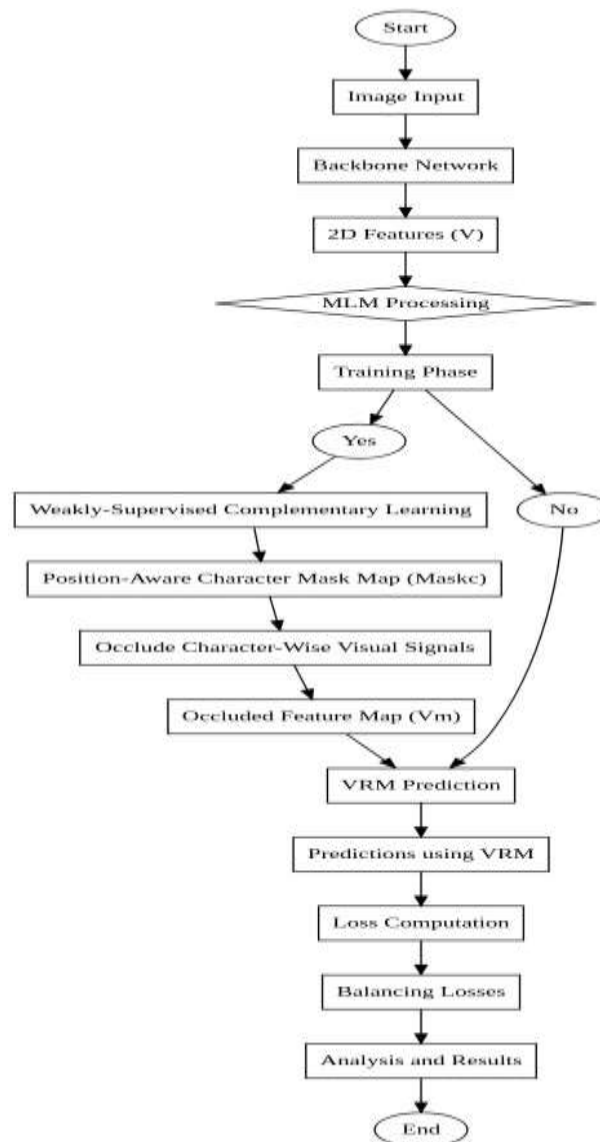 Start
Image Input
Backbone Network
2D Features (V)
MLM Processing
Training Phase
Yes
Weakly-Supervised Complementary Learning
No
Position-Aware Character Mask Map (Maskc)
Occlude Character-Wise Visual Signals
Occluded Feature Map (Vm)
VRM Prediction
Predictions using VRM
Loss Computation
Balancing Losses
Analysis and Results
End